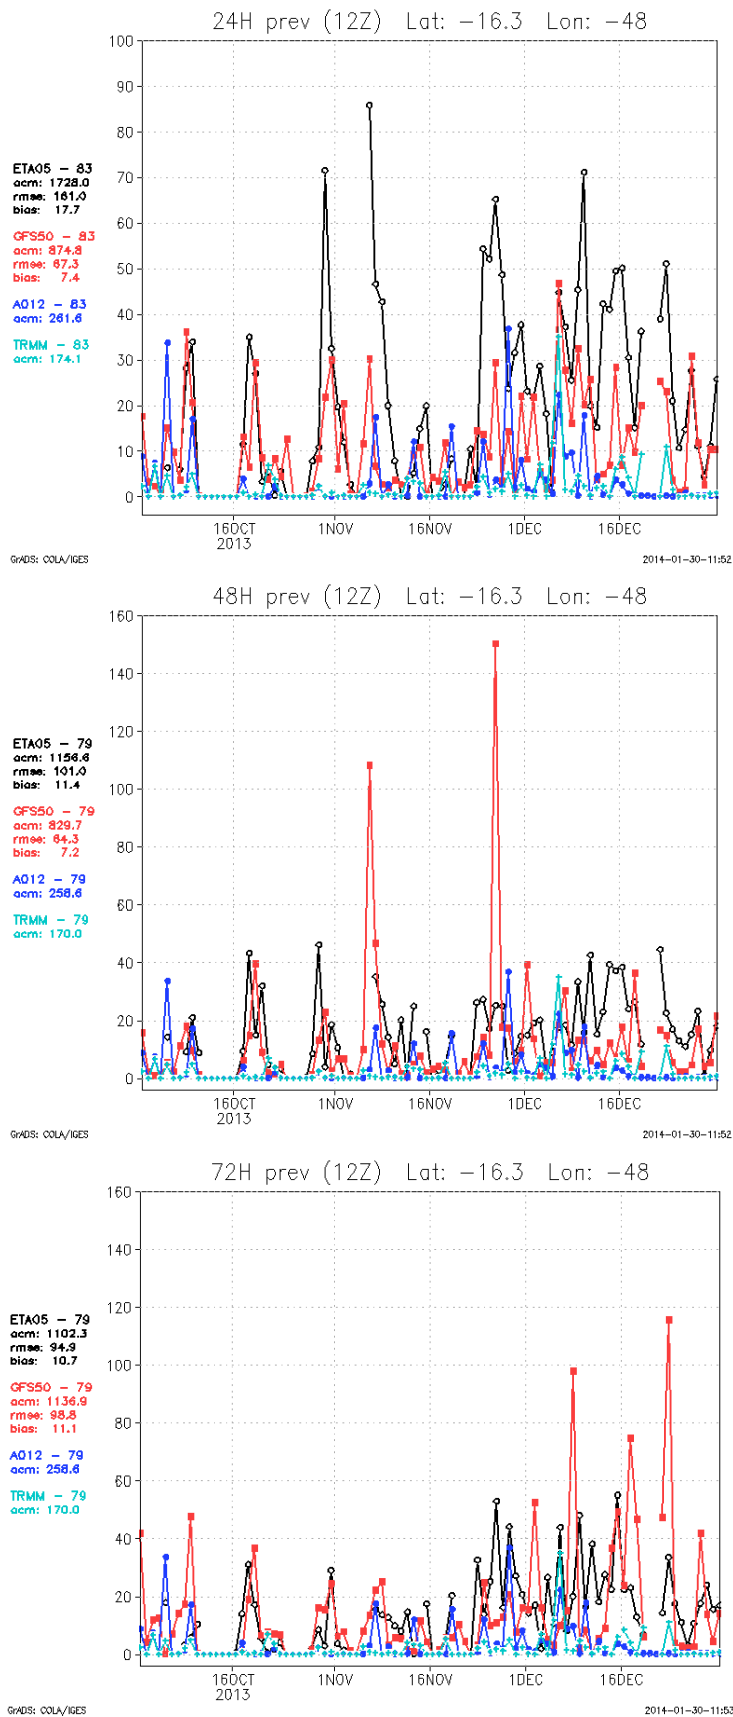 24H prev (12Z) Lat: −16.3 Lon: −48
100
90
80
70
60
50
40
30
20
10
0
ETA05 − 83
acm: 1728.0
rmse: 161.0
bias: 17.7
GFS50 − 83
acm: 874.8
rmse: 67.3
bias: 7.4
A012 − 83
acm: 261.6
TRMM − 83
acm: 174.1
16OCT
2013
1NOV
16NOV
1DEC
16DEC
GrADS: COLA/IGES
2014−01−30−11:52
48H prev (12Z) Lat: −16.3 Lon: −48
160
140
120
100
80
60
40
20
0
ETA05 − 79
acm: 1156.6
rmse: 101.0
bias: 11.4
GFS50 − 79
acm: 829.7
rmse: 64.3
bias: 7.2
A012 − 79
acm: 258.6
TRMM − 79
acm: 170.0
16OCT
2013
1NOV
16NOV
1DEC
16DEC
GrADS: COLA/IGES
2014−01−30−11:52
72H prev (12Z) Lat: −16.3 Lon: −48
160
140
120
100
80
60
40
20
0
ETA05 − 79
acm: 1102.3
rmse: 94.9
bias: 10.7
GFS50 − 79
acm: 1136.9
rmse: 98.8
bias: 11.1
A012 − 79
acm: 258.6
TRMM − 79
acm: 170.0
16OCT
2013
1NOV
16NOV
1DEC
16DEC
GrADS: COLA/IGES
2014−01−30−11:53